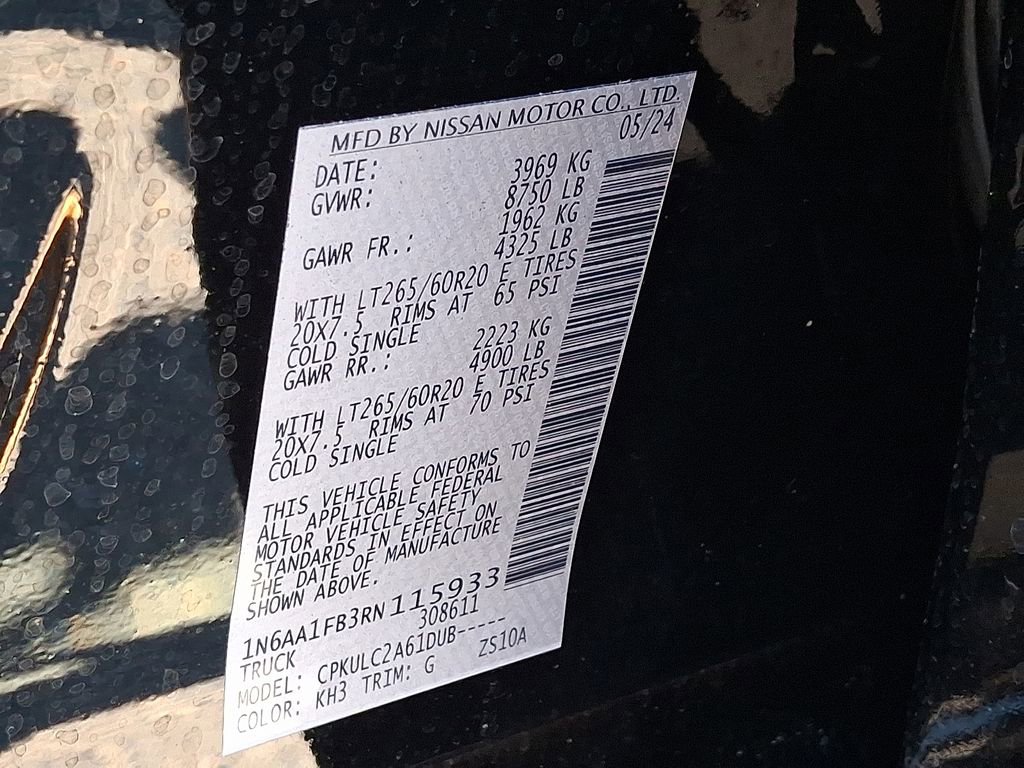 MFD BY NISSAN MOTOR CO., LTD.
DATE: 05/24
GVWR: 3969 KG
8750 LB
GAWR FR.: 1962 KG
4325 LB
WITH LT265/60R20 E TIRES
20X7.5 RIMS AT 65 PSI
COLD SINGLE
GAWR RR.: 2223 KG
4900 LB
WITH LT265/60R20 E TIRES
20X7.5 RIMS AT 70 PSI
COLD SINGLE
THIS VEHICLE CONFORMS TO
ALL APPLICABLE FEDERAL
MOTOR VEHICLE SAFETY
STANDARDS IN EFFECT ON
THE DATE OF MANUFACTURE
SHOWN ABOVE.
1N6AA1FB3RN115933
TRUCK 308611
MODEL: CPKULC2A61DUB-----
COLOR: KH3 TRIM: G ZS10A